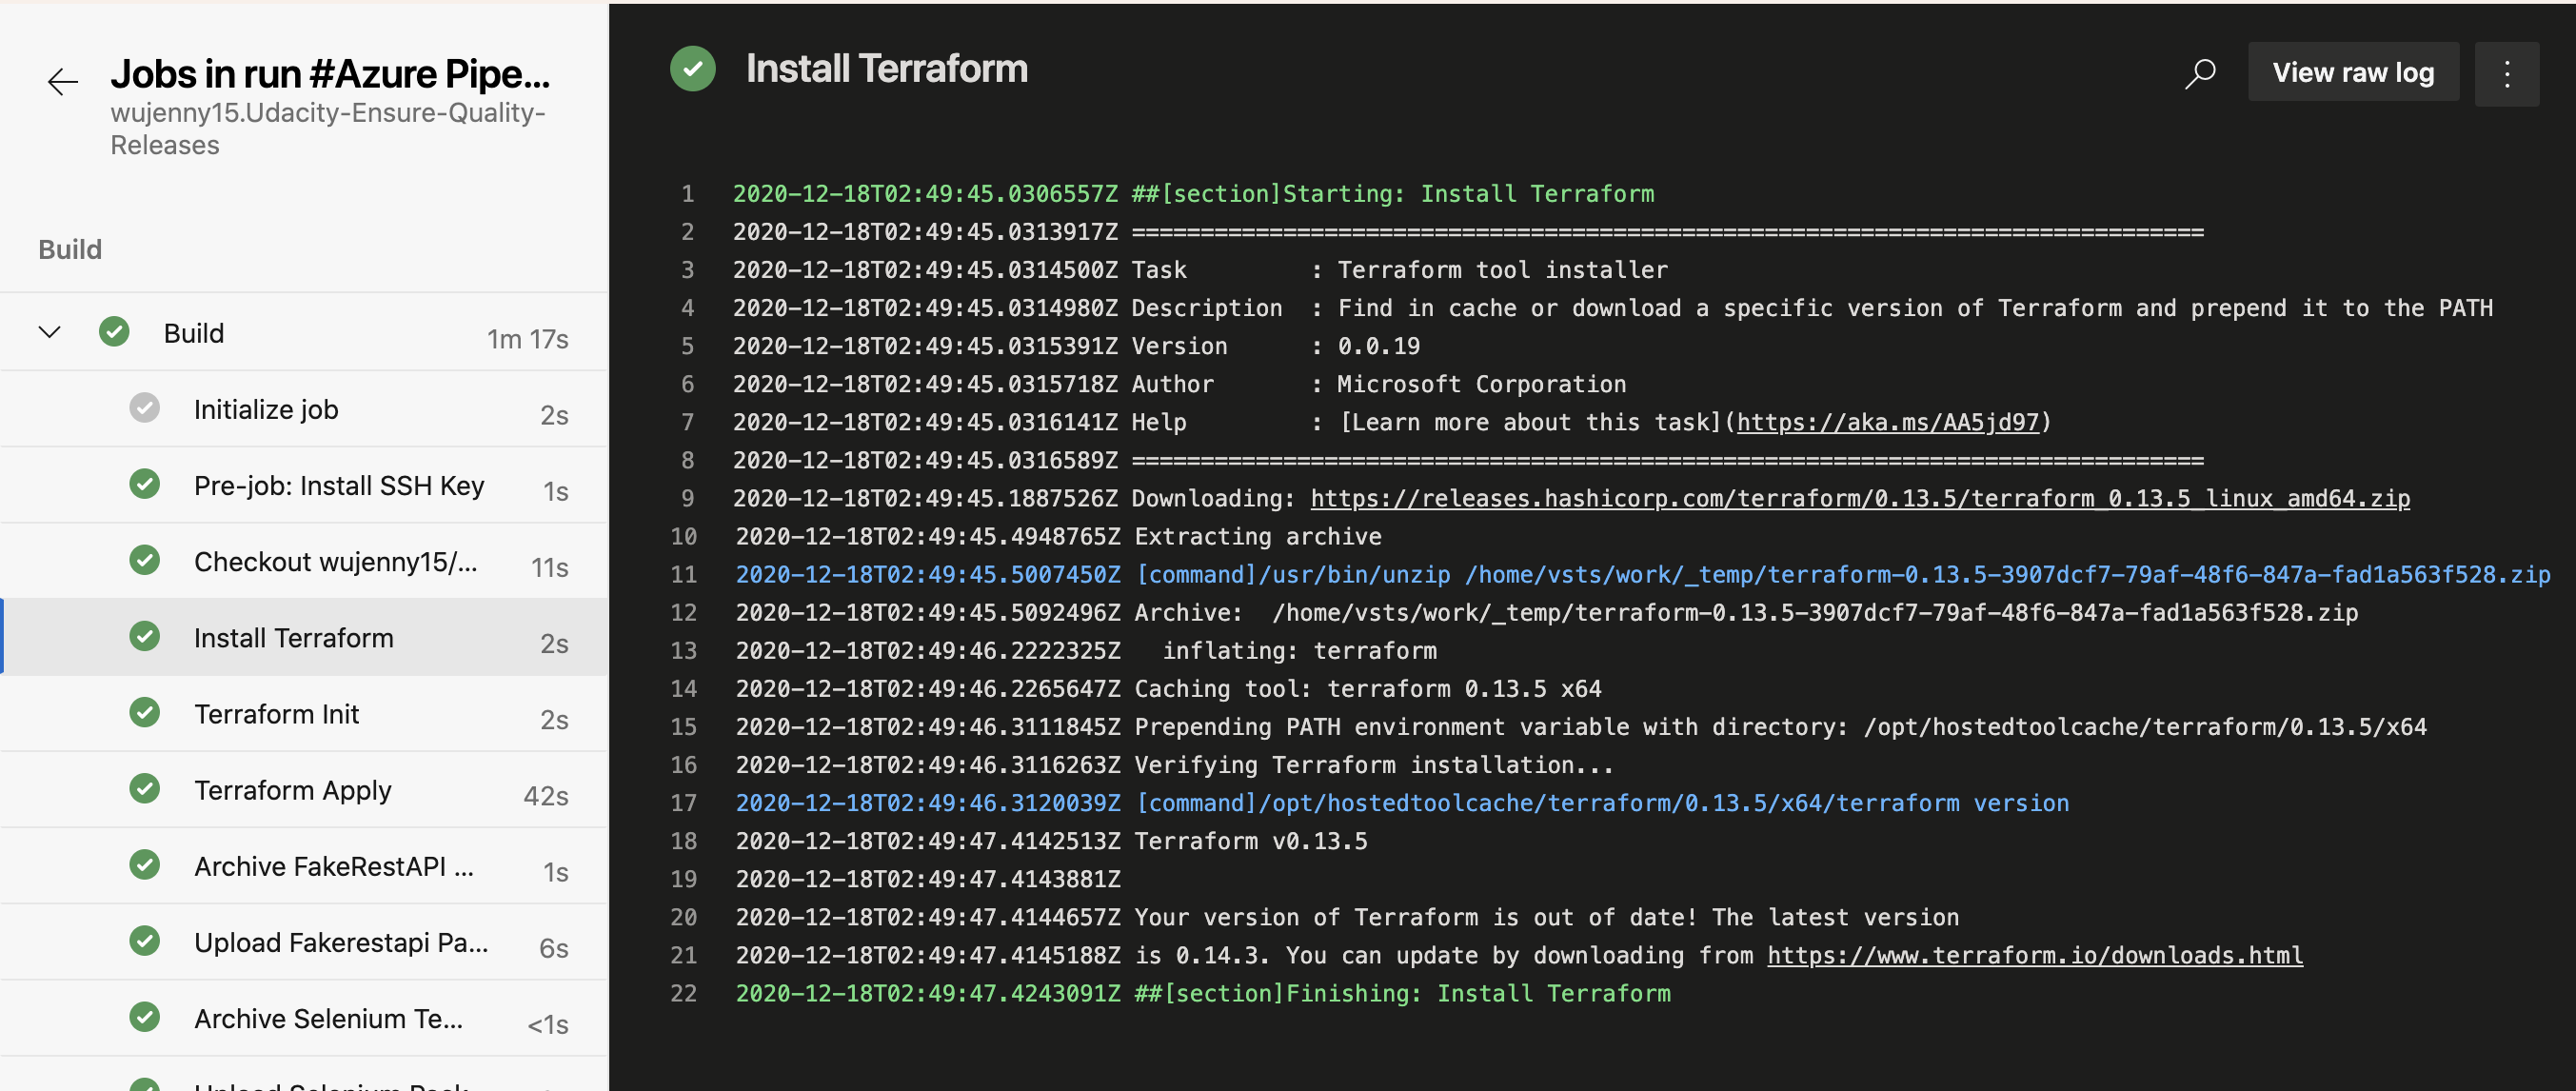 Jobs in run #Azure Pipe...
wujenny15.Udacity-Ensure-Quality-
Releases
Build
Build 1m 17s
Initialize job 2s
Pre-job: Install SSH Key 1s
Checkout wujenny15/... 11s
Install Terraform 2s
Terraform Init 2s
Terraform Apply 42s
Archive FakeRestAPI ... 1s
Upload Fakerestapi Pa... 6s
Archive Selenium Te... <1s
Install Terraform
View raw log
1 2020-12-18T02:49:45.0306557Z ##[section]Starting: Install Terraform
2 2020-12-18T02:49:45.0313917Z ==============================================================================
3 2020-12-18T02:49:45.0314500Z Task         : Terraform tool installer
4 2020-12-18T02:49:45.0314980Z Description  : Find in cache or download a specific version of Terraform and prepend it to the PATH
5 2020-12-18T02:49:45.0315391Z Version      : 0.0.19
6 2020-12-18T02:49:45.0315718Z Author       : Microsoft Corporation
7 2020-12-18T02:49:45.0316141Z Help         : [Learn more about this task](https://aka.ms/AA5jd97)
8 2020-12-18T02:49:45.0316589Z ==============================================================================
9 2020-12-18T02:49:45.1887526Z Downloading: https://releases.hashicorp.com/terraform/0.13.5/terraform_0.13.5_linux_amd64.zip
10 2020-12-18T02:49:45.4948765Z Extracting archive
11 2020-12-18T02:49:45.5007450Z [command]/usr/bin/unzip /home/vsts/work/_temp/terraform-0.13.5-3907dcf7-79af-48f6-847a-fad1a563f528.zip
12 2020-12-18T02:49:45.5092496Z Archive:  /home/vsts/work/_temp/terraform-0.13.5-3907dcf7-79af-48f6-847a-fad1a563f528.zip
13 2020-12-18T02:49:46.2222325Z   inflating: terraform
14 2020-12-18T02:49:46.2265647Z Caching tool: terraform 0.13.5 x64
15 2020-12-18T02:49:46.3111845Z Prepending PATH environment variable with directory: /opt/hostedtoolcache/terraform/0.13.5/x64
16 2020-12-18T02:49:46.3116263Z Verifying Terraform installation...
17 2020-12-18T02:49:46.3120039Z [command]/opt/hostedtoolcache/terraform/0.13.5/x64/terraform version
18 2020-12-18T02:49:47.4142513Z Terraform v0.13.5
19 2020-12-18T02:49:47.4143881Z
20 2020-12-18T02:49:47.4144657Z Your version of Terraform is out of date! The latest version
21 2020-12-18T02:49:47.4145188Z is 0.14.3. You can update by downloading from https://www.terraform.io/downloads.html
22 2020-12-18T02:49:47.4243091Z ##[section]Finishing: Install Terraform